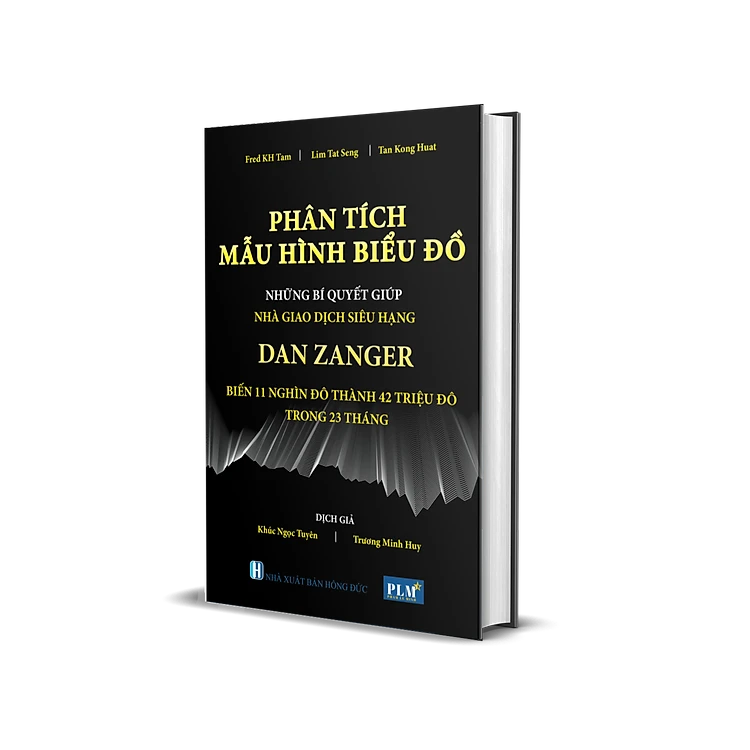 Fred KH Tam | Lim Tat Seng | Tan Kong Huat
PHÂN TÍCH
MẪU HÌNH BIỂU ĐỒ
NHỮNG BÍ QUYẾT GIÚP
NHÀ GIAO DỊCH SIÊU HẠNG
DAN ZANGER
BIẾN 11 NGHÌN ĐÔ THÀNH 42 TRIỆU ĐÔ
TRONG 23 THÁNG
DỊCH GIẢ
Khúc Ngọc Tuyên | Trương Minh Huy
NHÀ XUẤT BẢN HỒNG ĐỨC
PLM